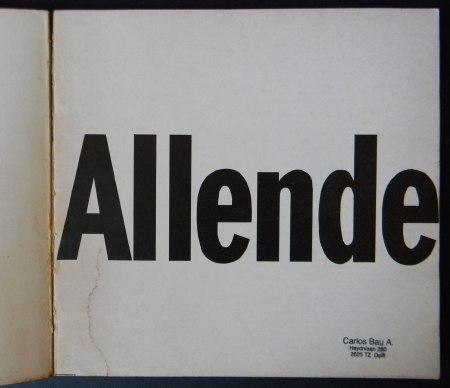 Allende
Carlos Bau A.
Haydnlaan 280
2625 TZ Delft